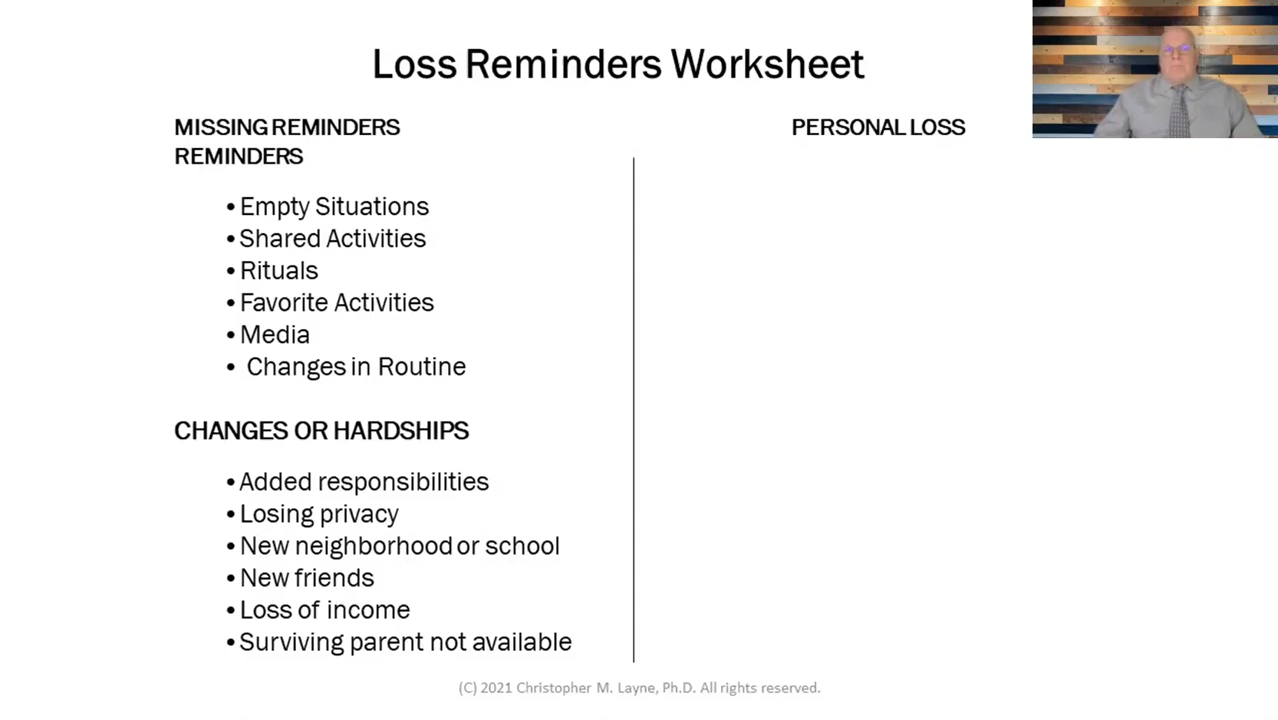 Loss Reminders Worksheet
MISSING REMINDERS
REMINDERS
PERSONAL LOSS
• Empty Situations
• Shared Activities
• Rituals
• Favorite Activities
• Media
• Changes in Routine
CHANGES OR HARDSHIPS
• Added responsibilities
• Losing privacy
• New neighborhood or school
• New friends
• Loss of income
• Surviving parent not available
(C) 2021 Christopher M. Layne, Ph.D. All rights reserved.